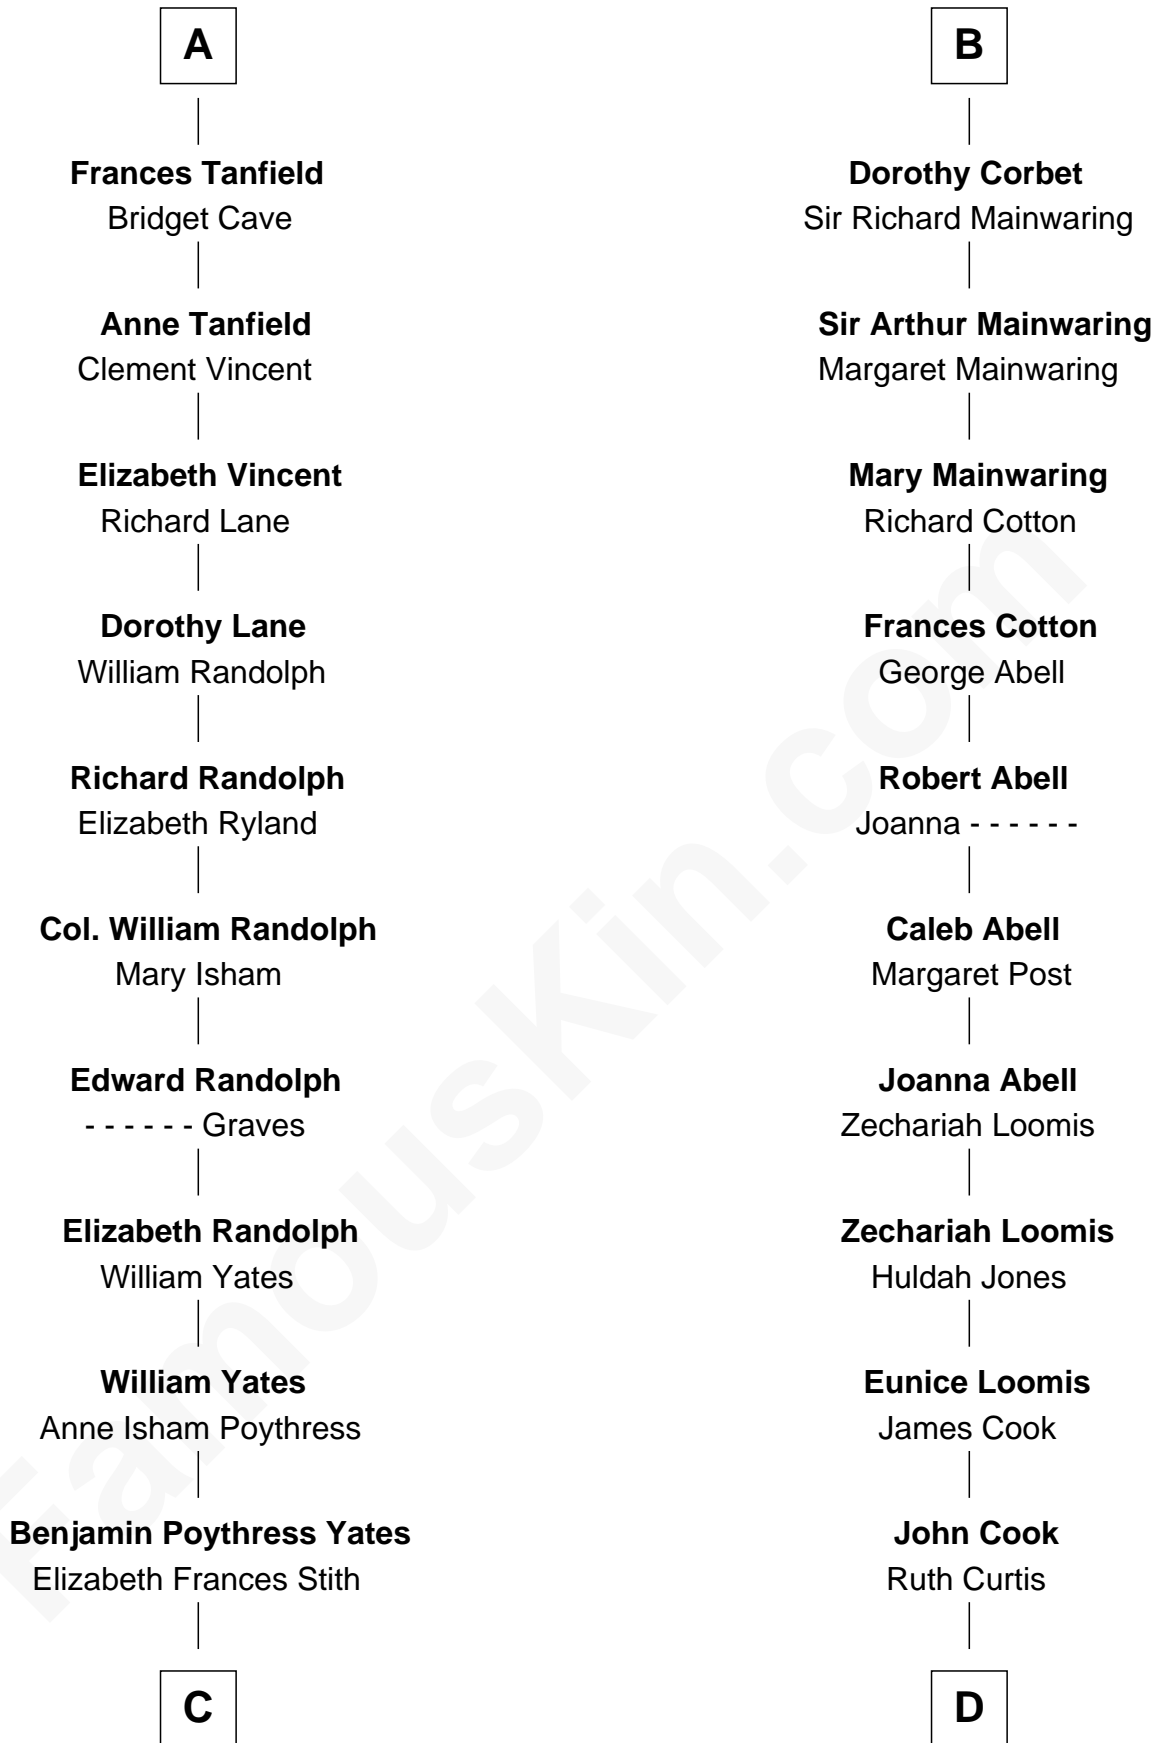 A
Frances Tanfield
Bridget Cave
Anne Tanfield
Clement Vincent
Elizabeth Vincent
Richard Lane
Dorothy Lane
William Randolph
Richard Randolph
Elizabeth Ryland
Col. William Randolph
Mary Isham
Edward Randolph
- - - - - - Graves
Elizabeth Randolph
William Yates
William Yates
Anne Isham Poythress
Benjamin Poythress Yates
Elizabeth Frances Stith
C
B
Dorothy Corbet
Sir Richard Mainwaring
Sir Arthur Mainwaring
Margaret Mainwaring
Mary Mainwaring
Richard Cotton
Frances Cotton
George Abell
Robert Abell
Joanna - - - - - -
Caleb Abell
Margaret Post
Joanna Abell
Zechariah Loomis
Zechariah Loomis
Huldah Jones
Eunice Loomis
James Cook
John Cook
Ruth Curtis
D
FamousKin.com